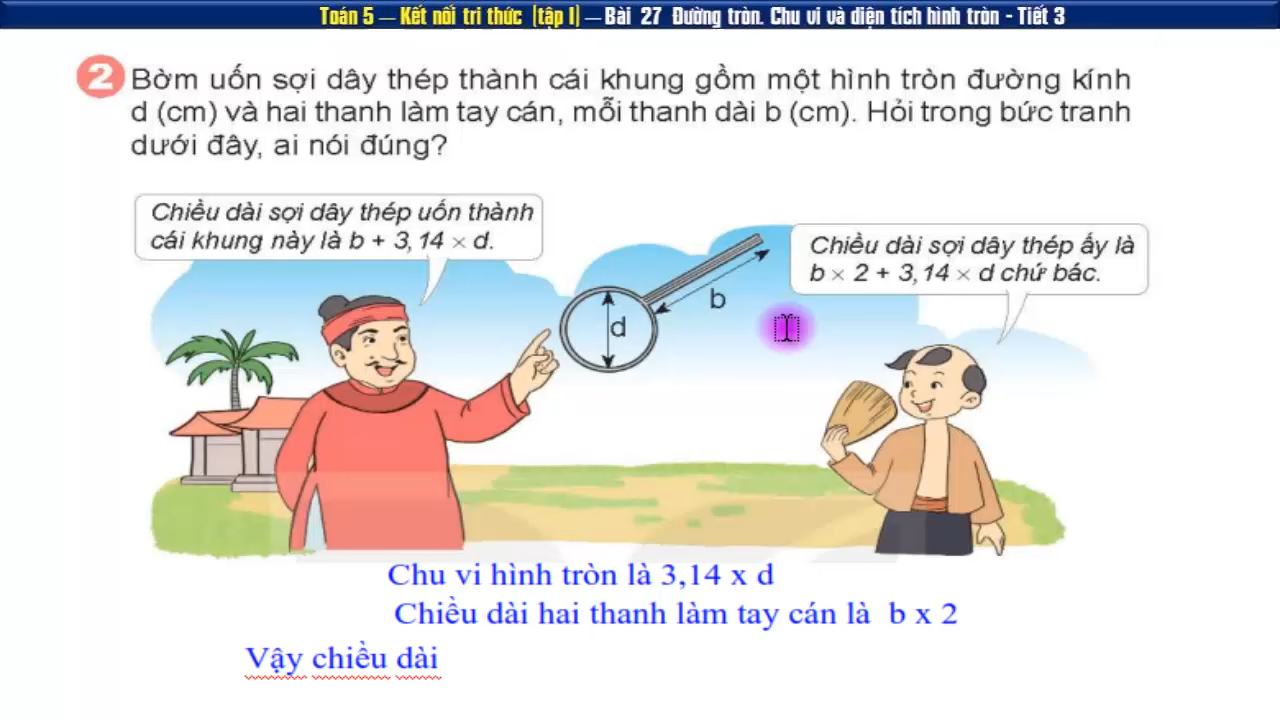 Toán 5 – Kết nối tri thức (tập I) – Bài 27 Đường tròn. Chu vi và diện tích hình tròn - Tiết 3
2 Bờm uốn sợi dây thép thành cái khung gồm một hình tròn đường kính
d (cm) và hai thanh làm tay cán, mỗi thanh dài b (cm). Hỏi trong bức tranh
dưới đây, ai nói đúng?
Chiều dài sợi dây thép uốn thành
cái khung này là b + 3,14 × d.
Chiều dài sợi dây thép ấy là
b × 2 + 3,14 × d chứ bác.
b
d
Chu vi hình tròn là 3,14 x d
Chiều dài hai thanh làm tay cán là b x 2
Vậy chiều dài